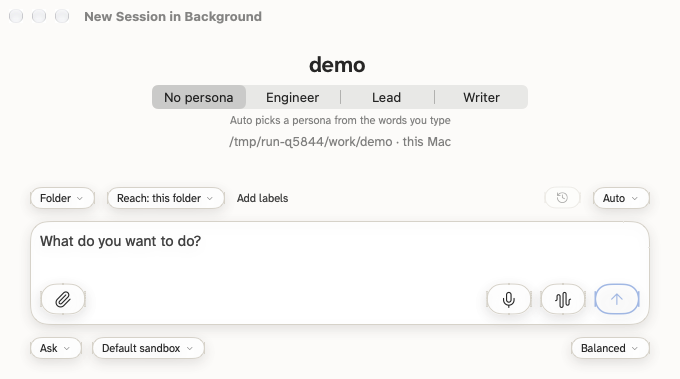 New Session in Background
demo
No persona Engineer Lead Writer
Auto picks a persona from the words you type
/tmp/run-q5844/work/demo · this Mac
Folder Reach: this folder Add labels Auto
What do you want to do?
Ask Default sandbox Balanced